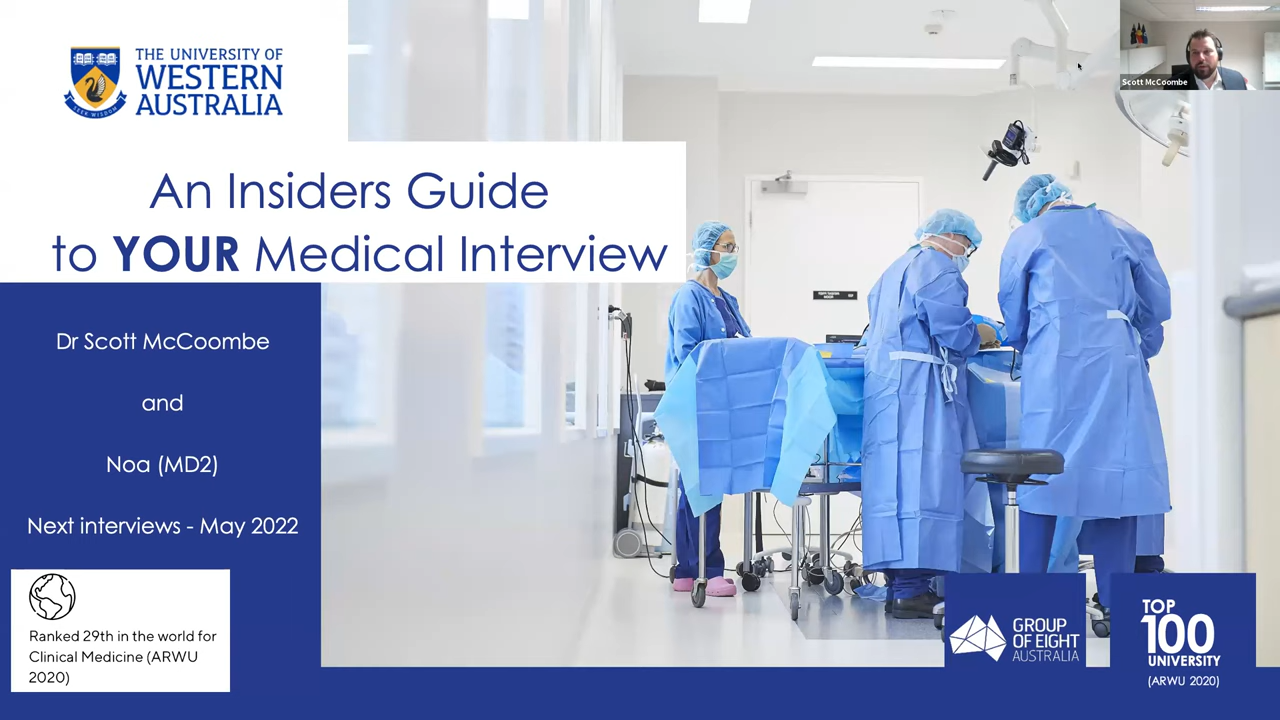 THE UNIVERSITY OF
WESTERN
AUSTRALIA
SEEK WISDOM
Scott McCoombe
An Insiders Guide
to YOUR Medical Interview
Dr Scott McCoombe
and
Noa (MD2)
Next interviews - May 2022
Ranked 29th in the world for
Clinical Medicine (ARWU
2020)
GROUP
OF EIGHT
AUSTRALIA
TOP
100
UNIVERSITY
(ARWU 2020)